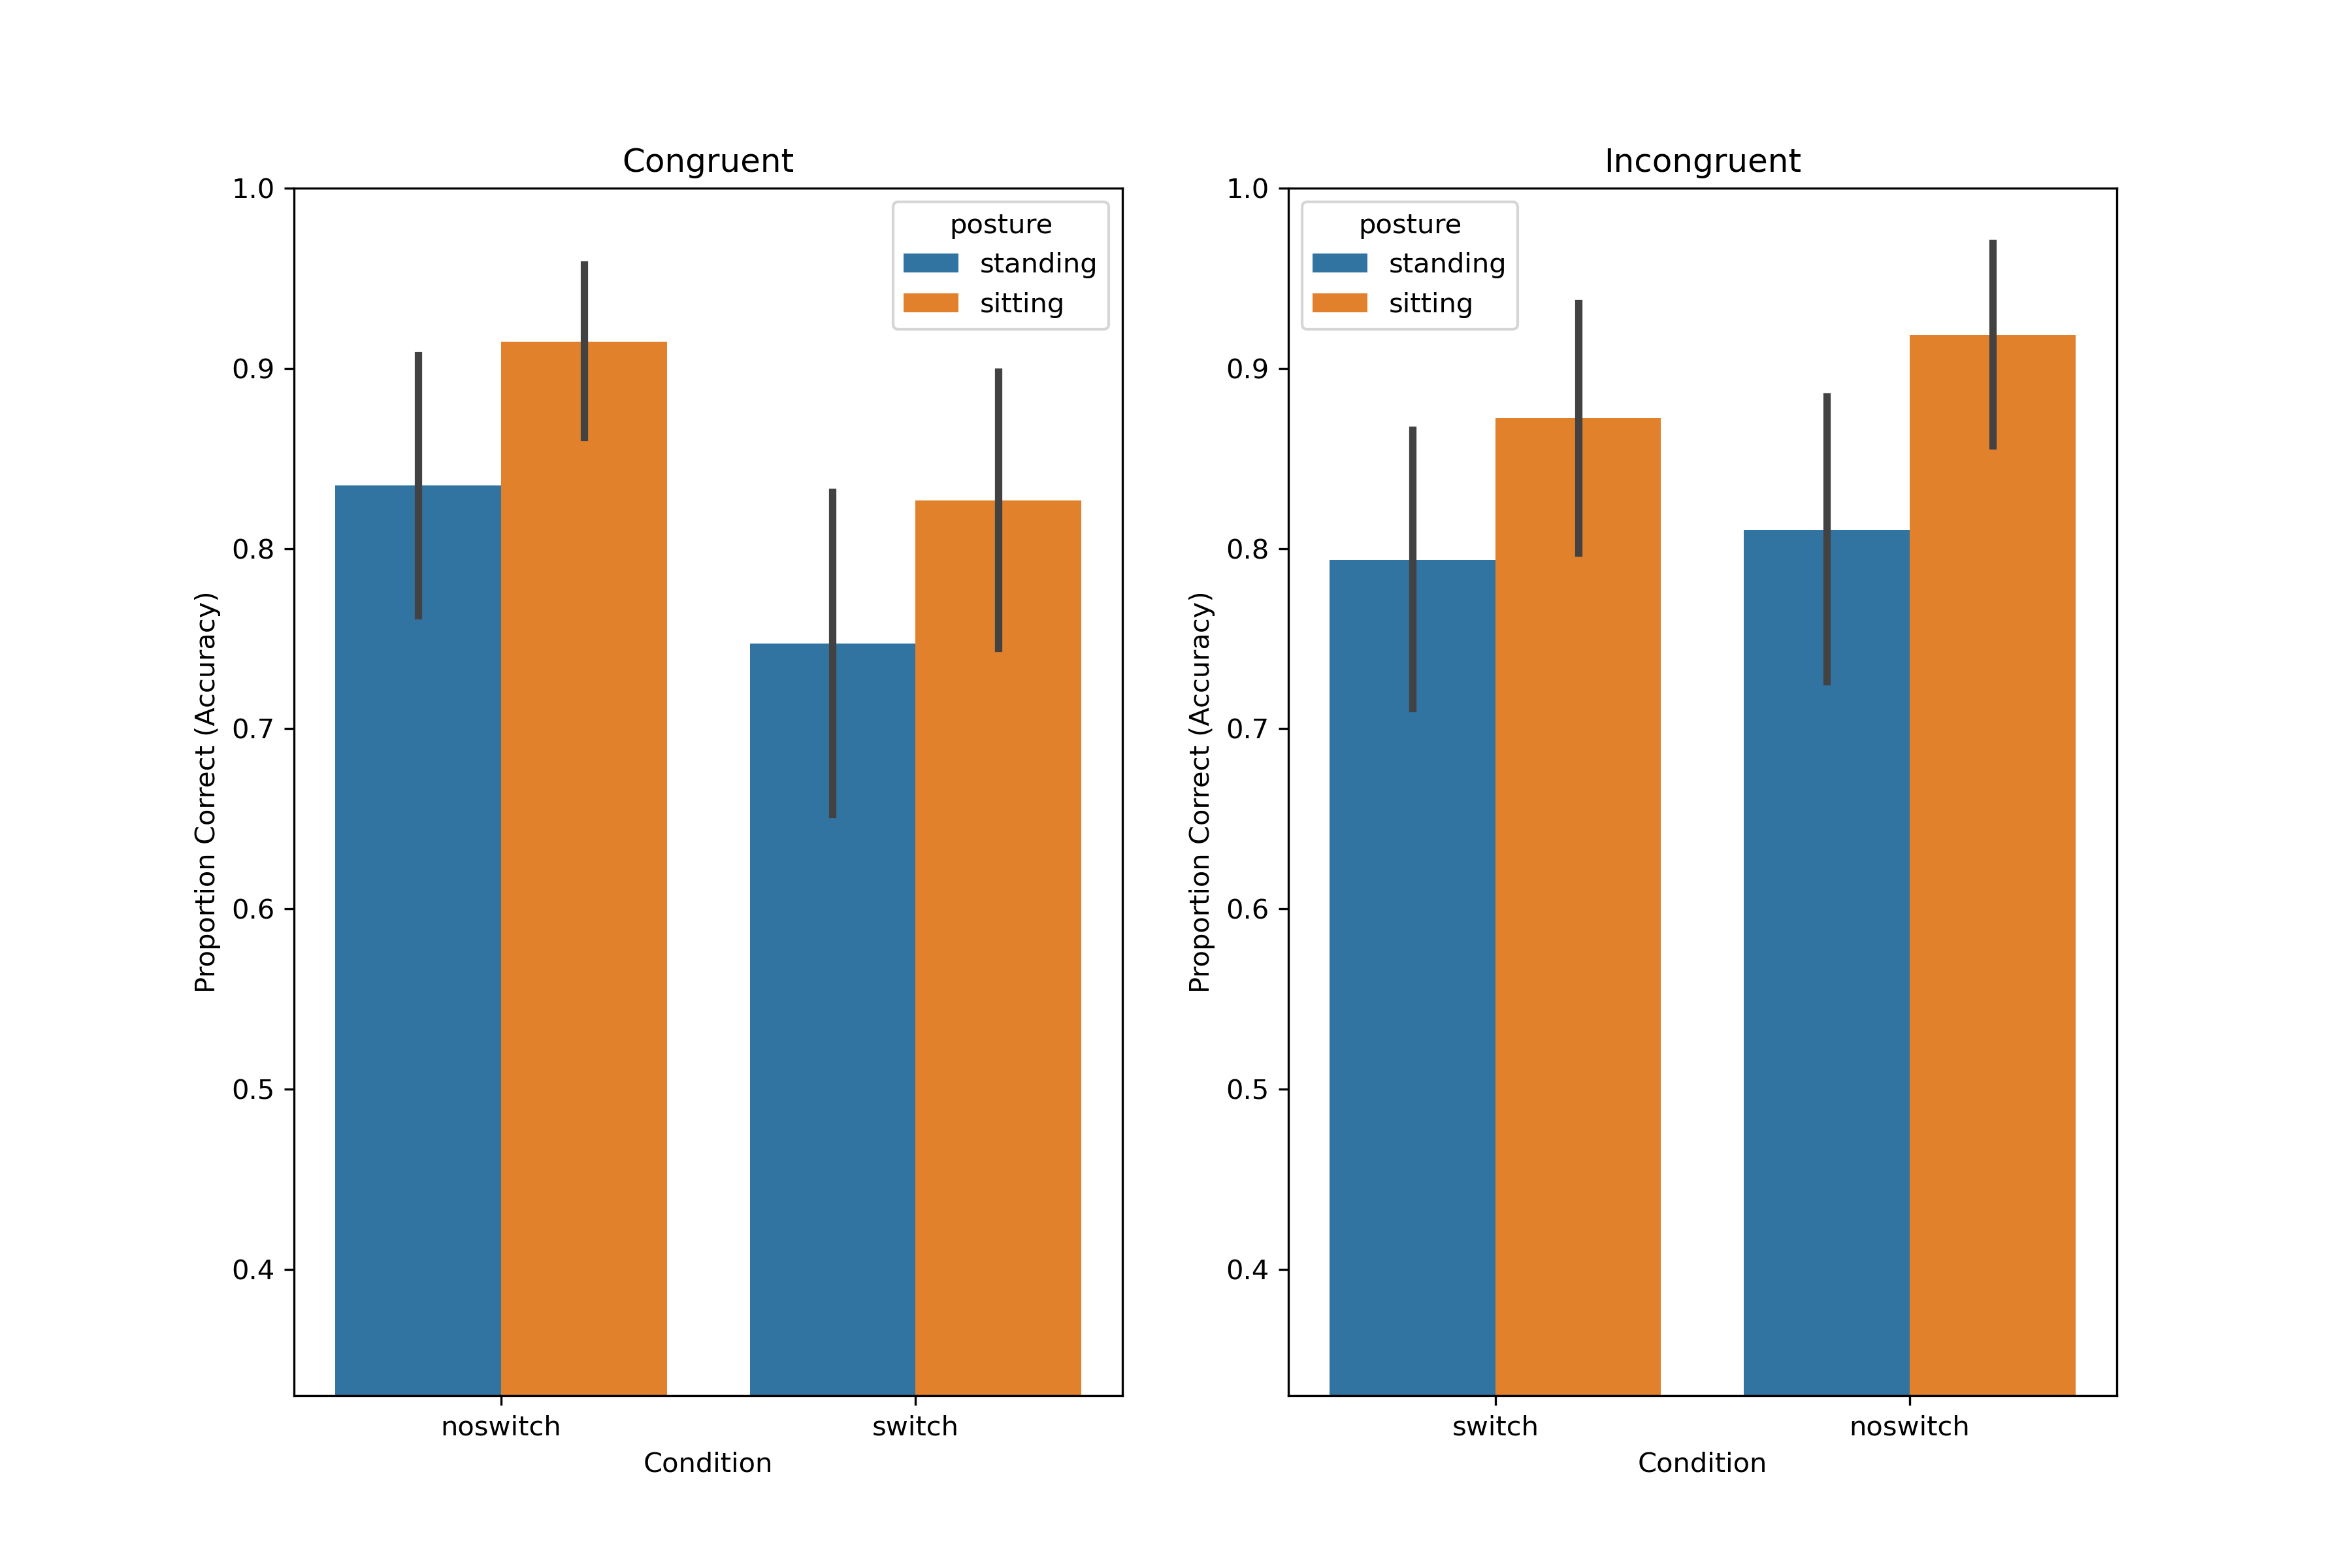 Congruent
1.0
0.9
0.8
0.7
0.6
0.5
0.4
Proportion Correct (Accuracy)
posture
standing
sitting
noswitch
switch
Condition
Incongruent
1.0
0.9
0.8
0.7
0.6
0.5
0.4
Proportion Correct (Accuracy)
posture
standing
sitting
switch
noswitch
Condition